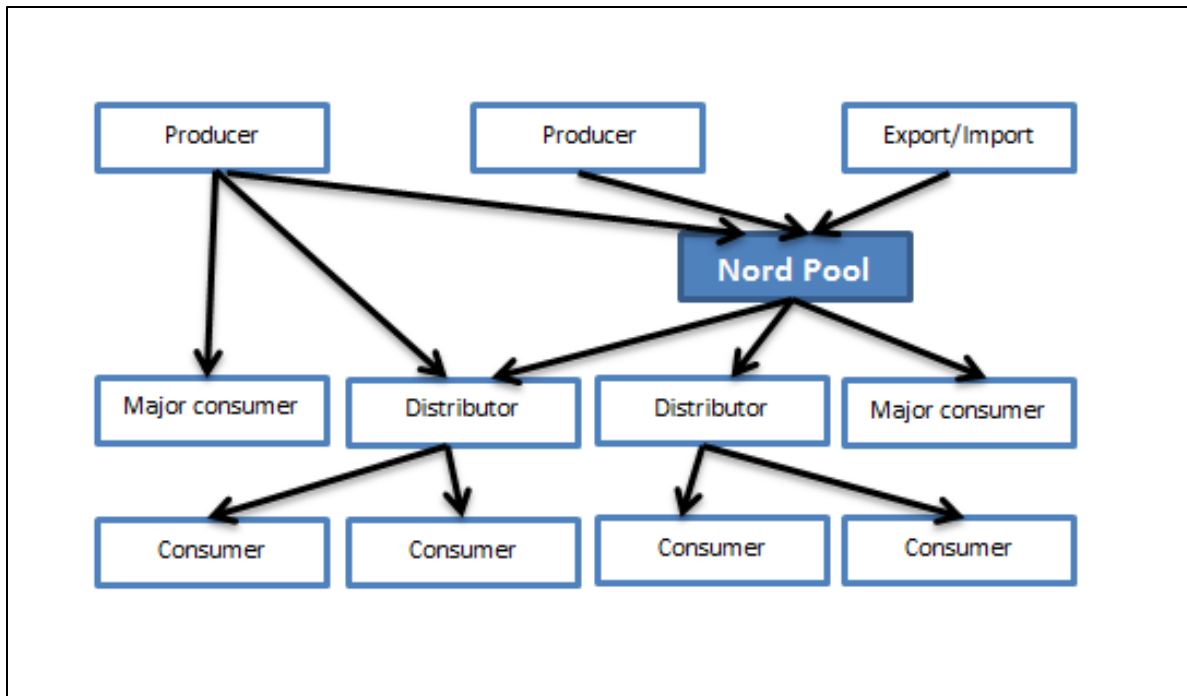 Producer
Producer
Export/Import
Nord Pool
Major consumer
Distributor
Distributor
Major consumer
Consumer
Consumer
Consumer
Consumer